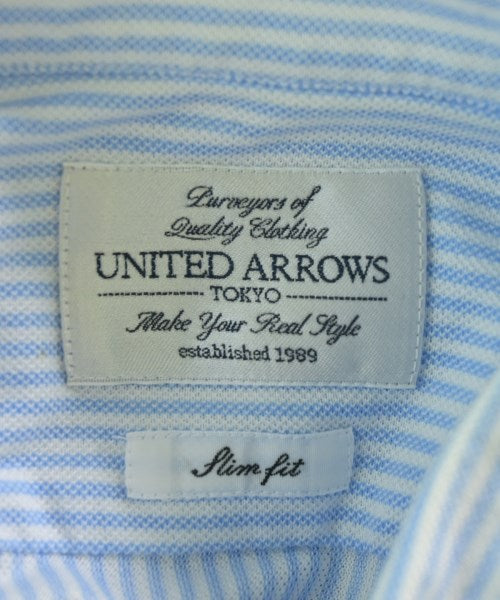 Purveyors of
Quality Clothing
UNITED ARROWS
TOKYO
Make Your Real Style
established 1989
Slim fit